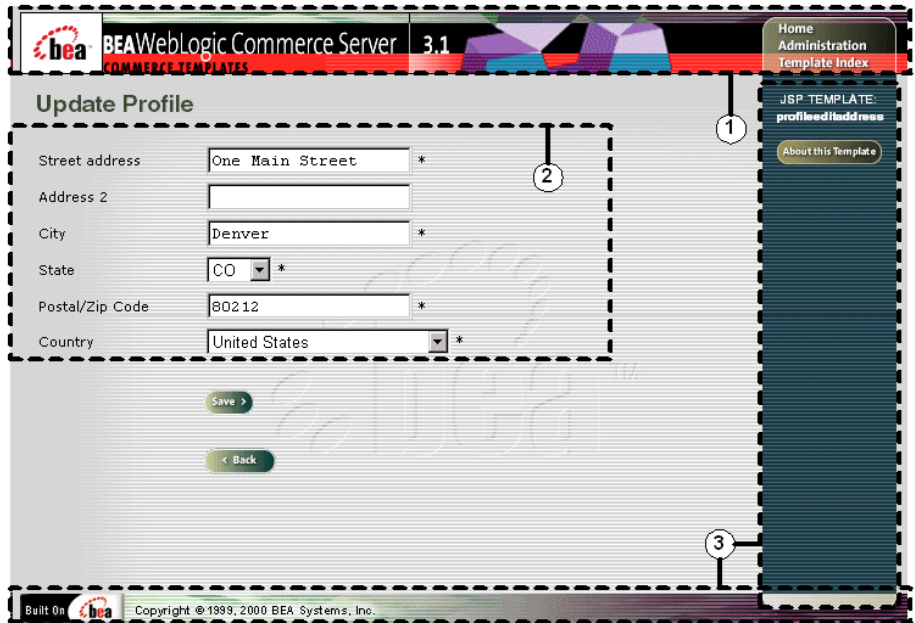 bea
BEAWebLogic Commerce Server 3.1
COMMERCE TEMPLATES
Home
Administration
Template Index
1
JSP TEMPLATE:
profileeditaddress
About this Template
Update Profile
2
Street address One Main Street *
Address 2
City Denver *
State CO *
Postal/Zip Code 80212 *
Country United States *
bea™
Save >
< Back
3
Built On bea Copyright © 1999, 2000 BEA Systems, Inc.